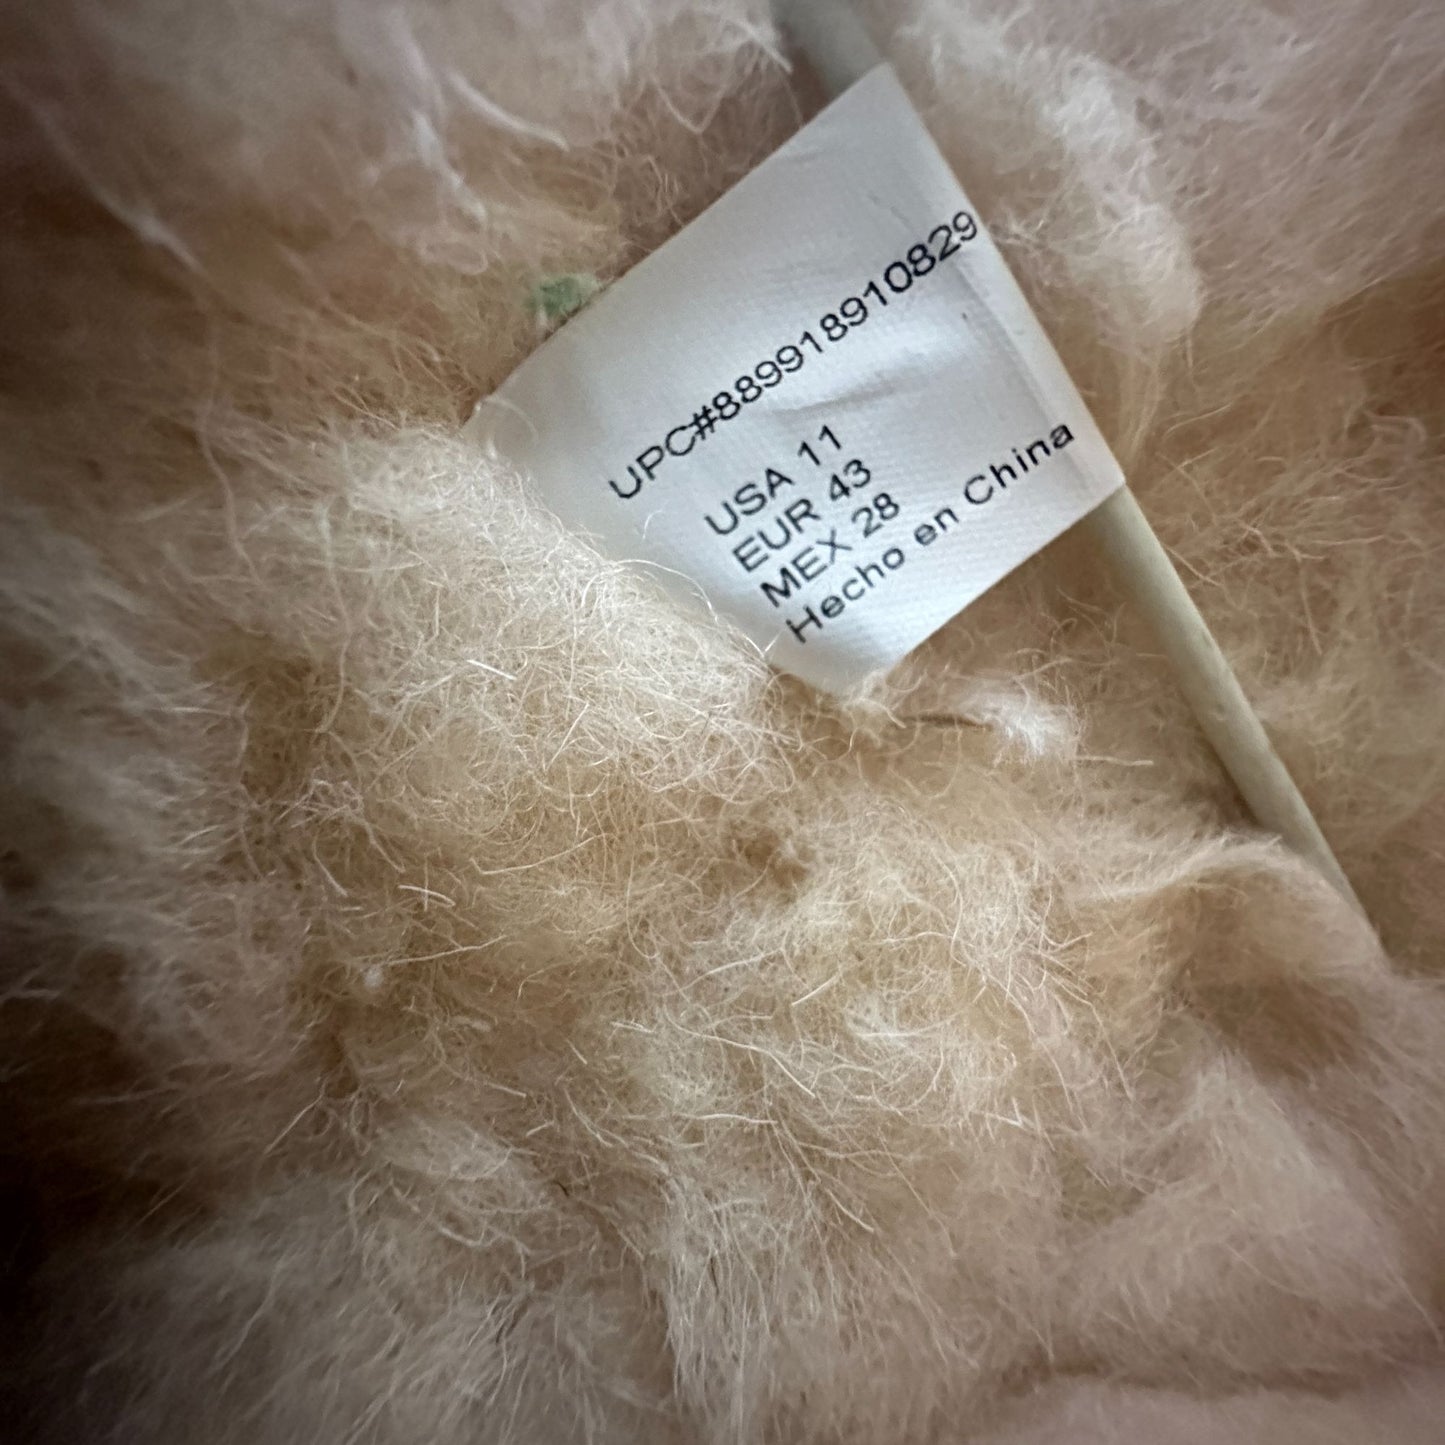 UPC#889918910829
USA 11
EUR 43
MEX 28
Hecho en China